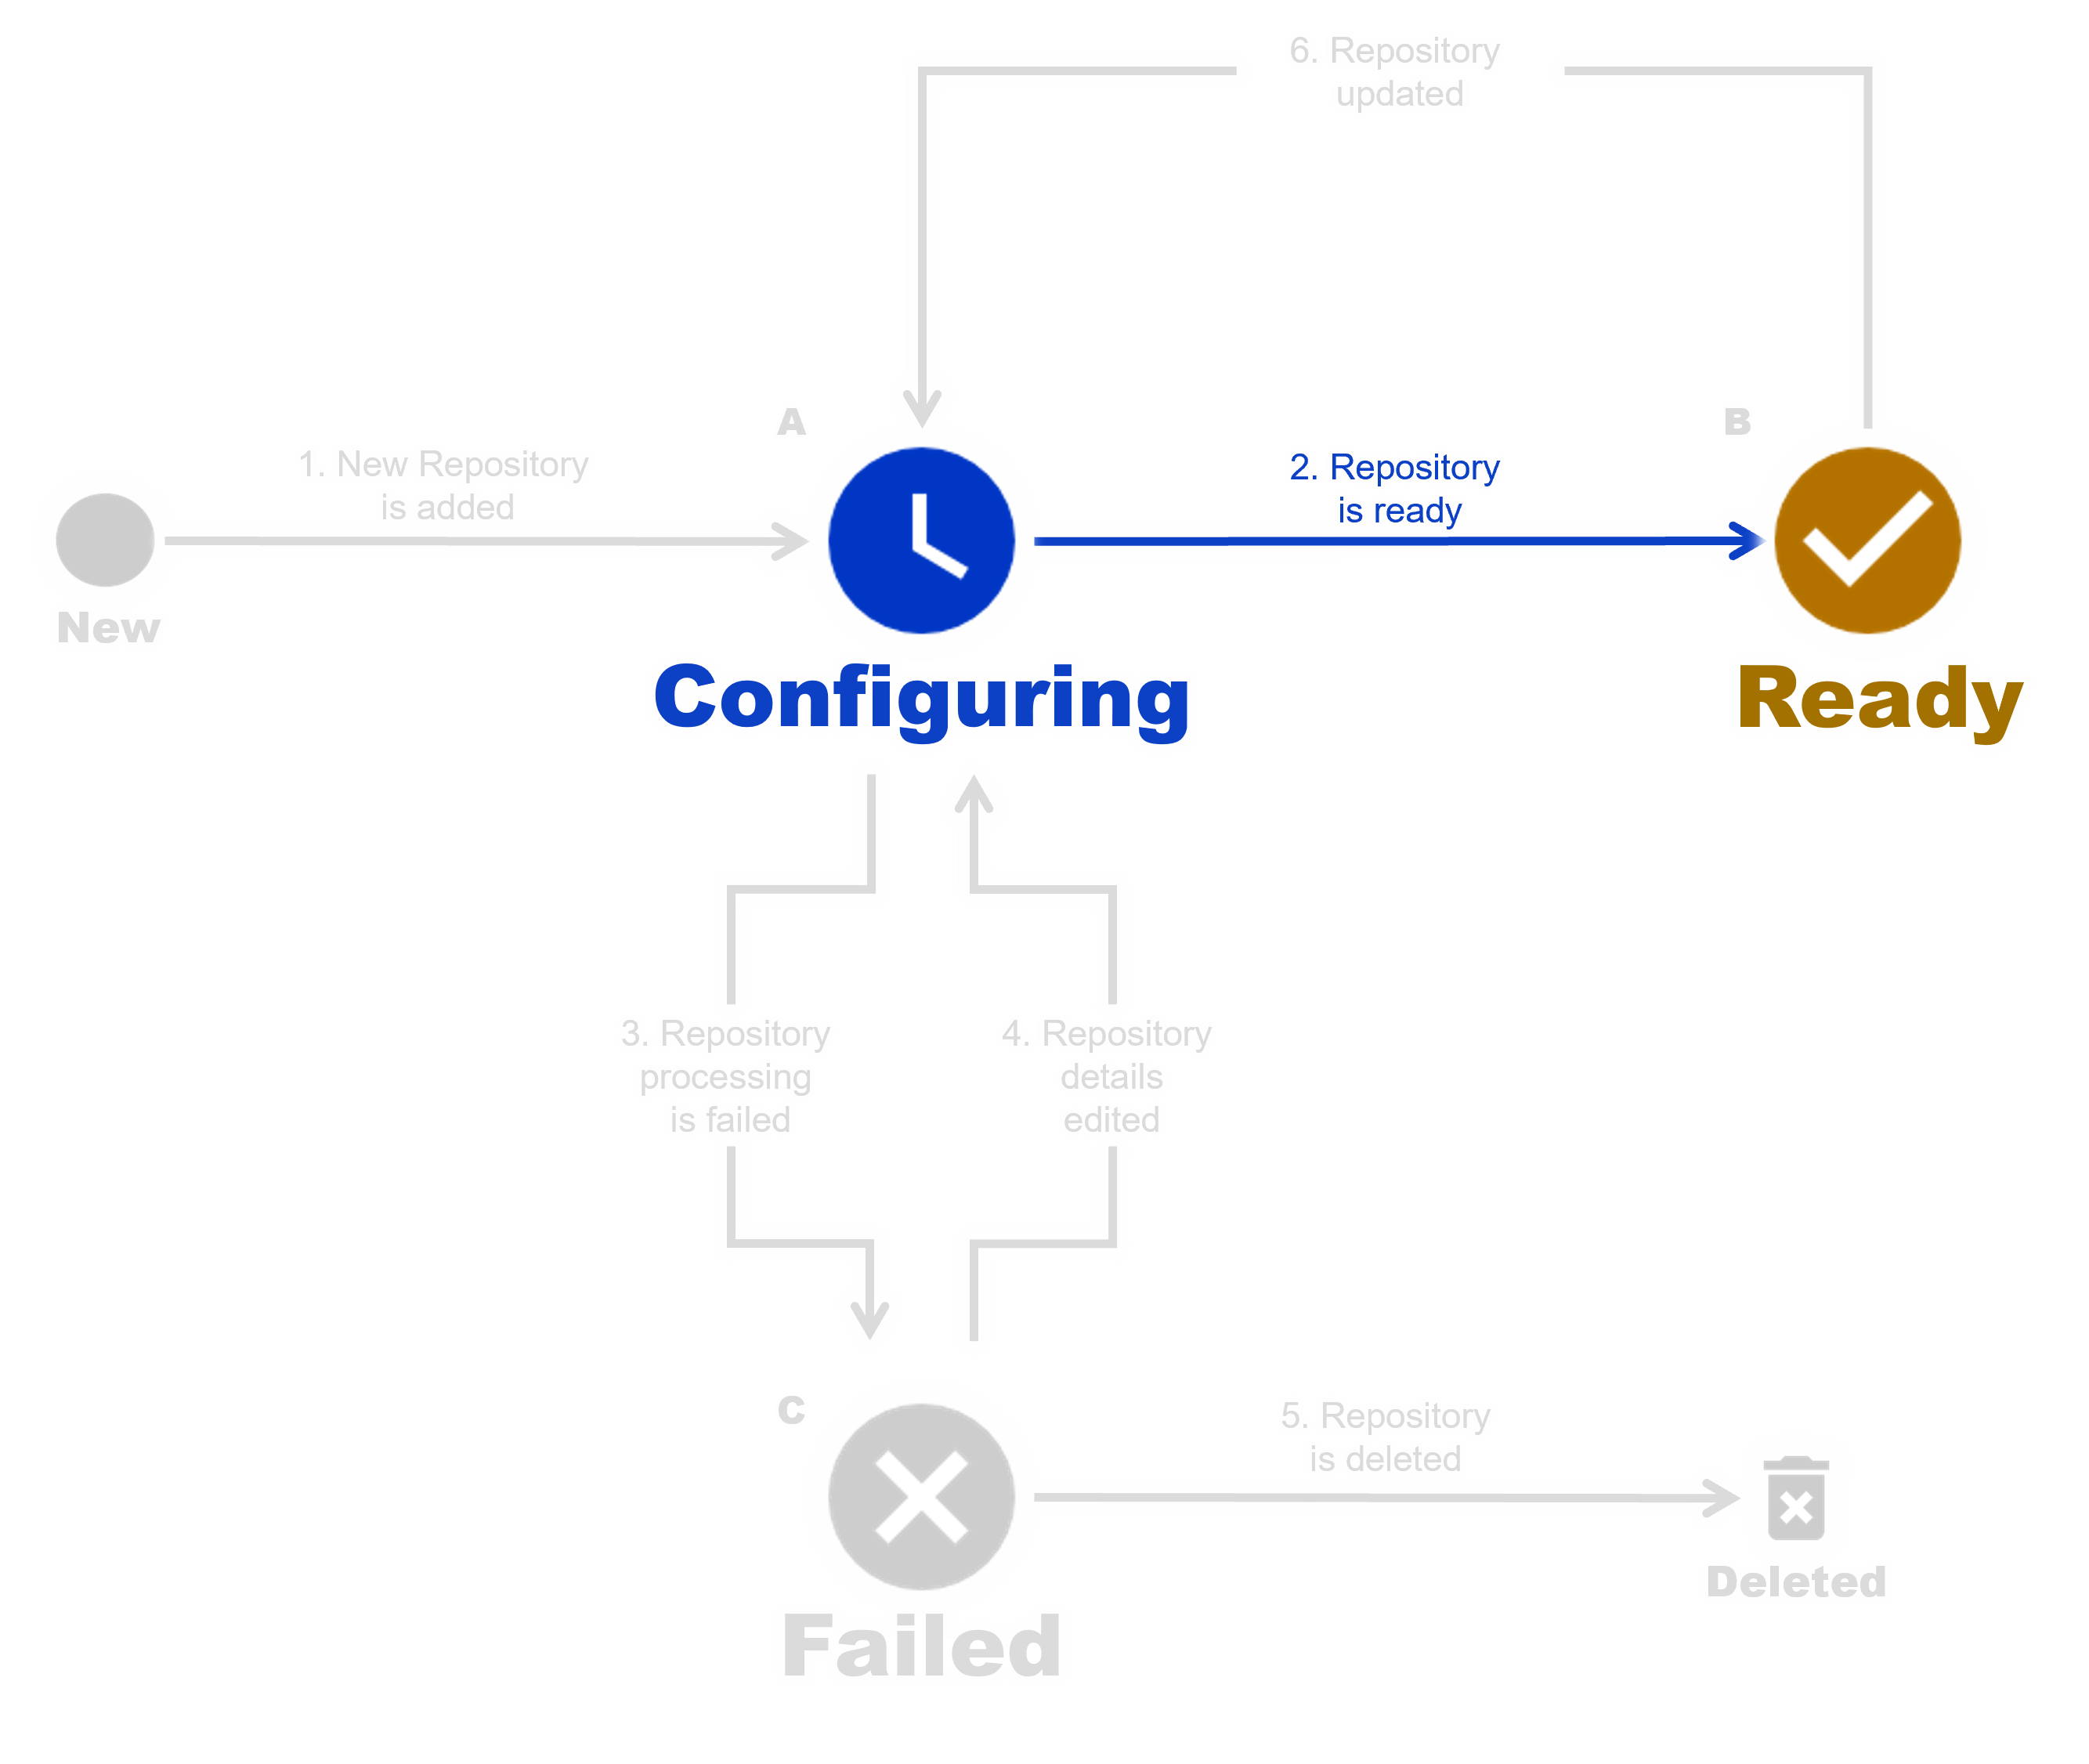 6. Repository
updated
A
B
1. New Repository
is added
2. Repository
is ready
New
Configuring
Ready
3. Repository
processing
is failed
4. Repository
details
edited
C
5. Repository
is deleted
Deleted
Failed